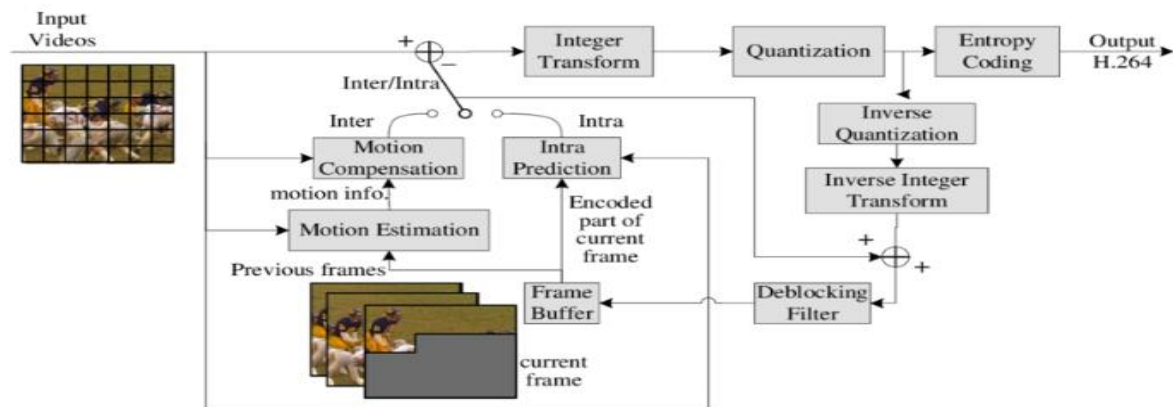 Input
Videos
+
−
Inter/Intra
Integer
Transform
Quantization
Entropy
Coding
Output
H.264
Inter
Intra
Inverse
Quantization
Motion
Compensation
Intra
Prediction
Inverse Integer
Transform
motion info.
Encoded
part of
current
frame
Motion Estimation
+
+
Previous frames
Frame
Buffer
Deblocking
Filter
current
frame